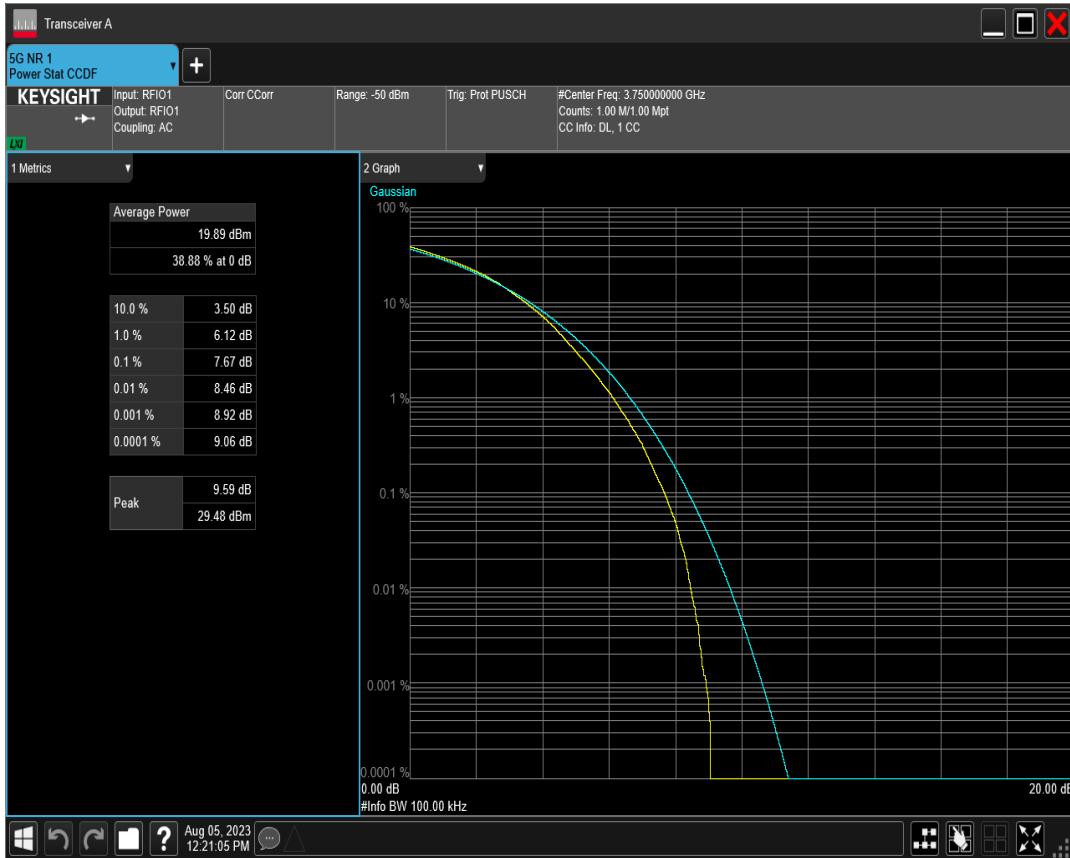 Transceiver A
5G NR 1
Power Stat CCDF
+
KEYSIGHT
LXI
Input: RFIO1
Output: RFIO1
Coupling: AC
Corr CCorr
Range: -50 dBm
Trig: Prot PUSCH
#Center Freq: 3.750000000 GHz
Counts: 1.00 M/1.00 Mpt
CC Info: DL, 1 CC
1 Metrics
Average Power
19.89 dBm
38.88 % at 0 dB
10.0 % 3.50 dB
1.0 % 6.12 dB
0.1 % 7.67 dB
0.01 % 8.46 dB
0.001 % 8.92 dB
0.0001 % 9.06 dB
Peak 9.59 dB
29.48 dBm
2 Graph
Gaussian
100 %
10 %
1 %
0.1 %
0.01 %
0.001 %
0.0001 %
0.00 dB 20.00 dB
#Info BW 100.00 kHz
?
Aug 05, 2023
12:21:05 PM